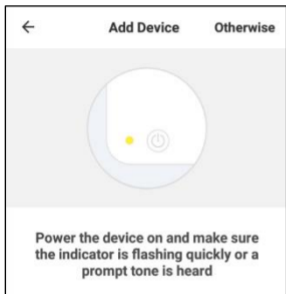 Add Device Otherwise
Power the device on and make sure
the indicator is flashing quickly or a
prompt tone is heard